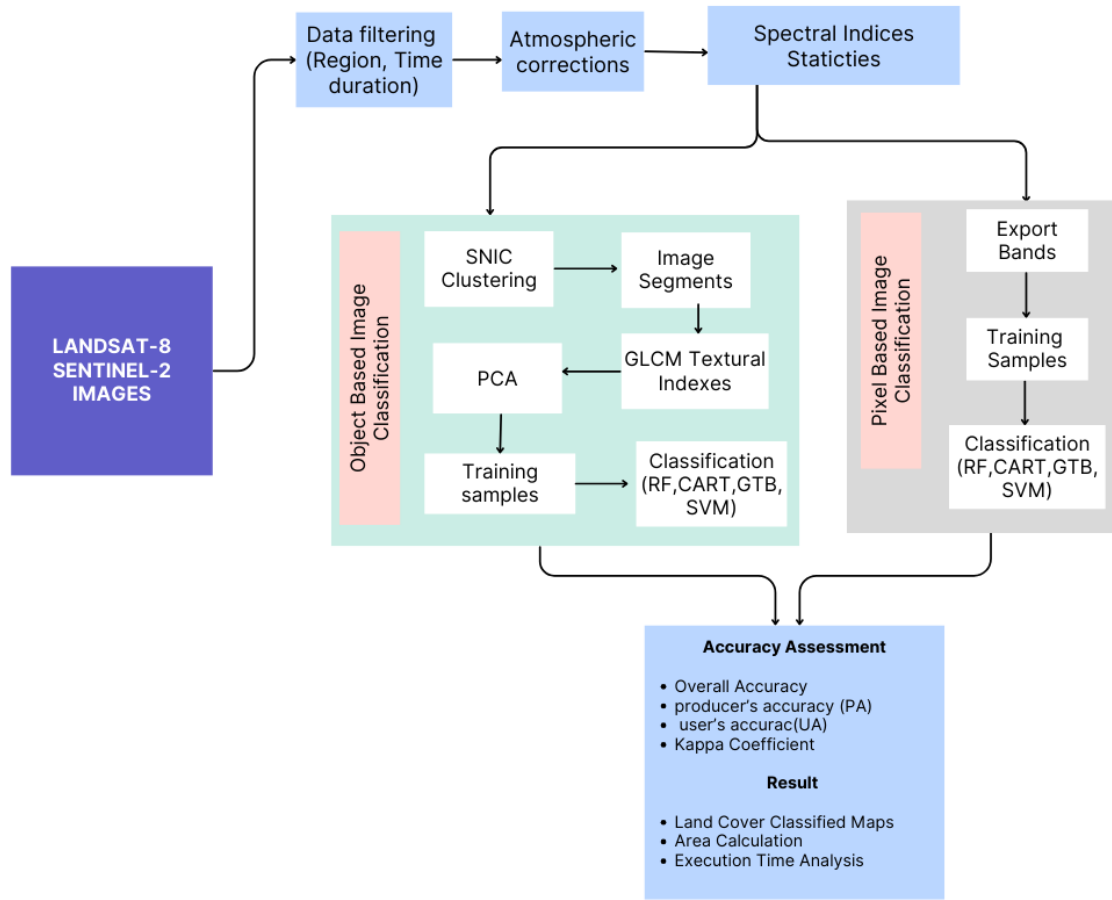 Data filtering
(Region, Time
duration)
Atmospheric
corrections
Spectral Indices
Staticties
LANDSAT-8
SENTINEL-2
IMAGES
Object Based Image
Classification
SNIC
Clustering
Image
Segments
GLCM Textural
Indexes
PCA
Training
samples
Classification
(RF,CART,GTB,
SVM)
Pixel Based Image
Classification
Export
Bands
Training
Samples
Classification
(RF,CART,GTB,
SVM)
Accuracy Assessment
• Overall Accuracy
• producer's accuracy (PA)
• user's accurac(UA)
• Kappa Coefficient
Result
• Land Cover Classified Maps
• Area Calculation
• Execution Time Analysis